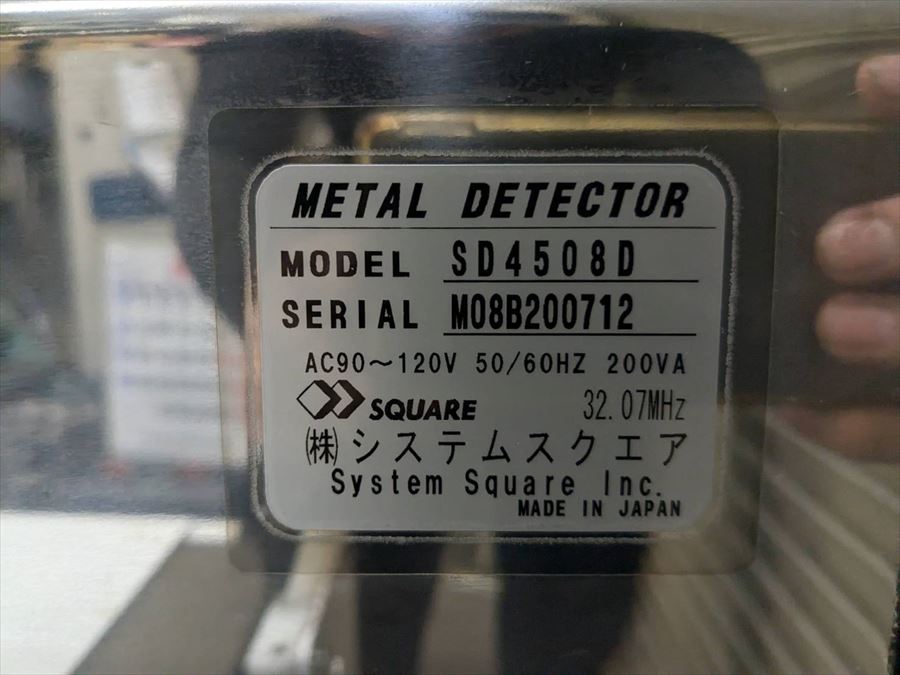 METAL DETECTOR
MODEL SD4508D
SERIAL M08B200712
AC90～120V 50/60HZ 200VA
SQUARE 32.07MHz
㈱システムスクエア
System Square Inc.
MADE IN JAPAN